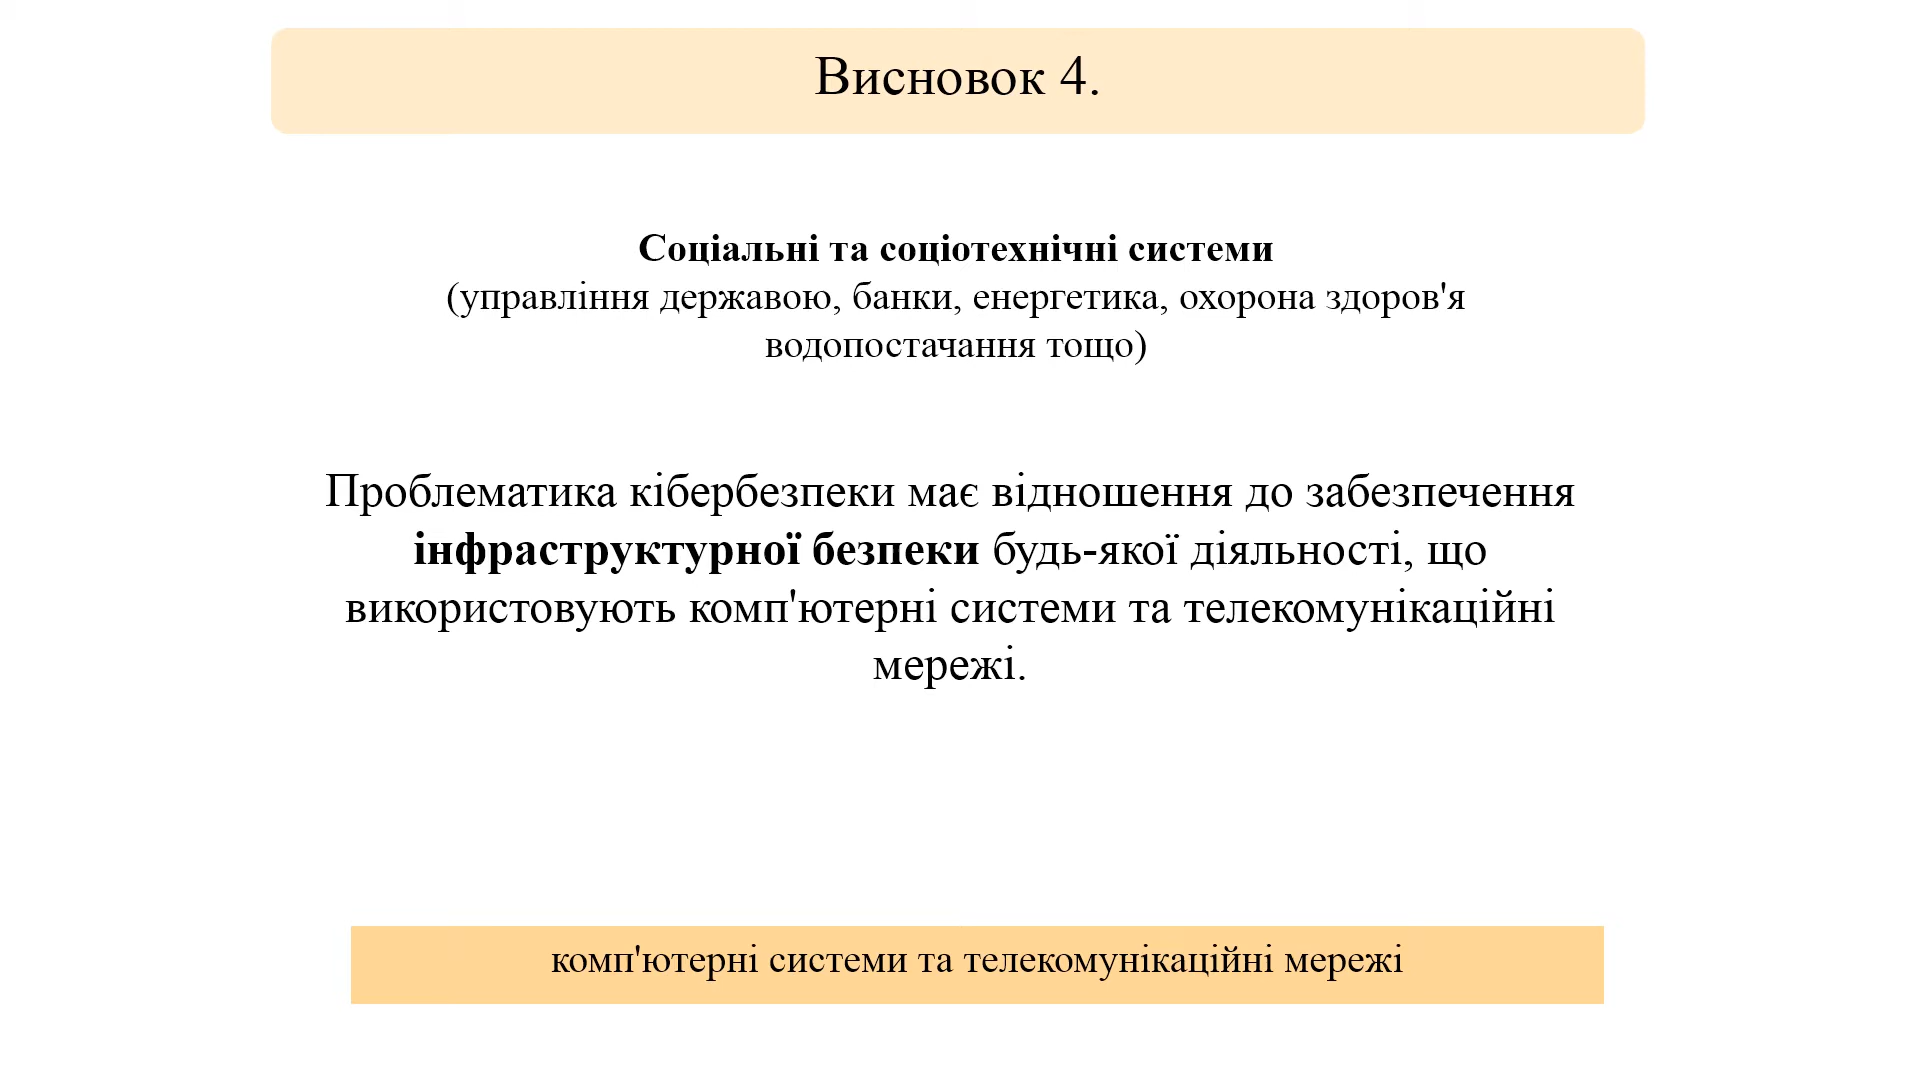 Висновок 4.
Соціальні та соціотехнічні системи
(управління державою, банки, енергетика, охорона здоров'я
водопостачання тощо)
Проблематика кібербезпеки має відношення до забезпечення
інфраструктурної безпеки будь-якої діяльності, що
використовують комп'ютерні системи та телекомунікаційні
мережі.
комп'ютерні системи та телекомунікаційні мережі